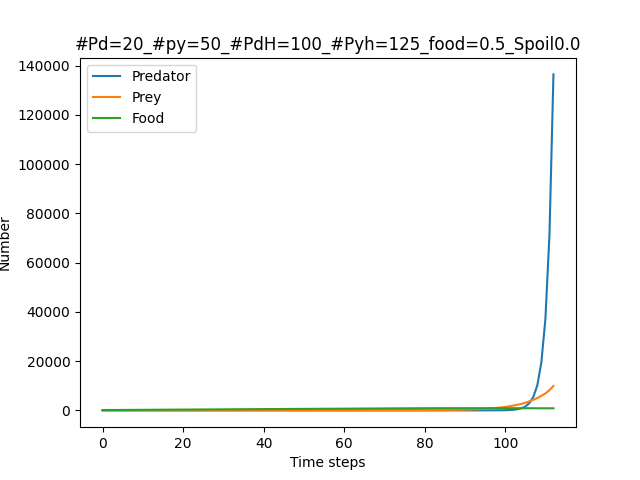 #Pd=20_#py=50_#PdH=100_#Pyh=125_food=0.5_Spoil0.0
140000
120000
100000
80000
60000
40000
20000
0
Number
Predator
Prey
Food
0 20 40 60 80 100
Time steps